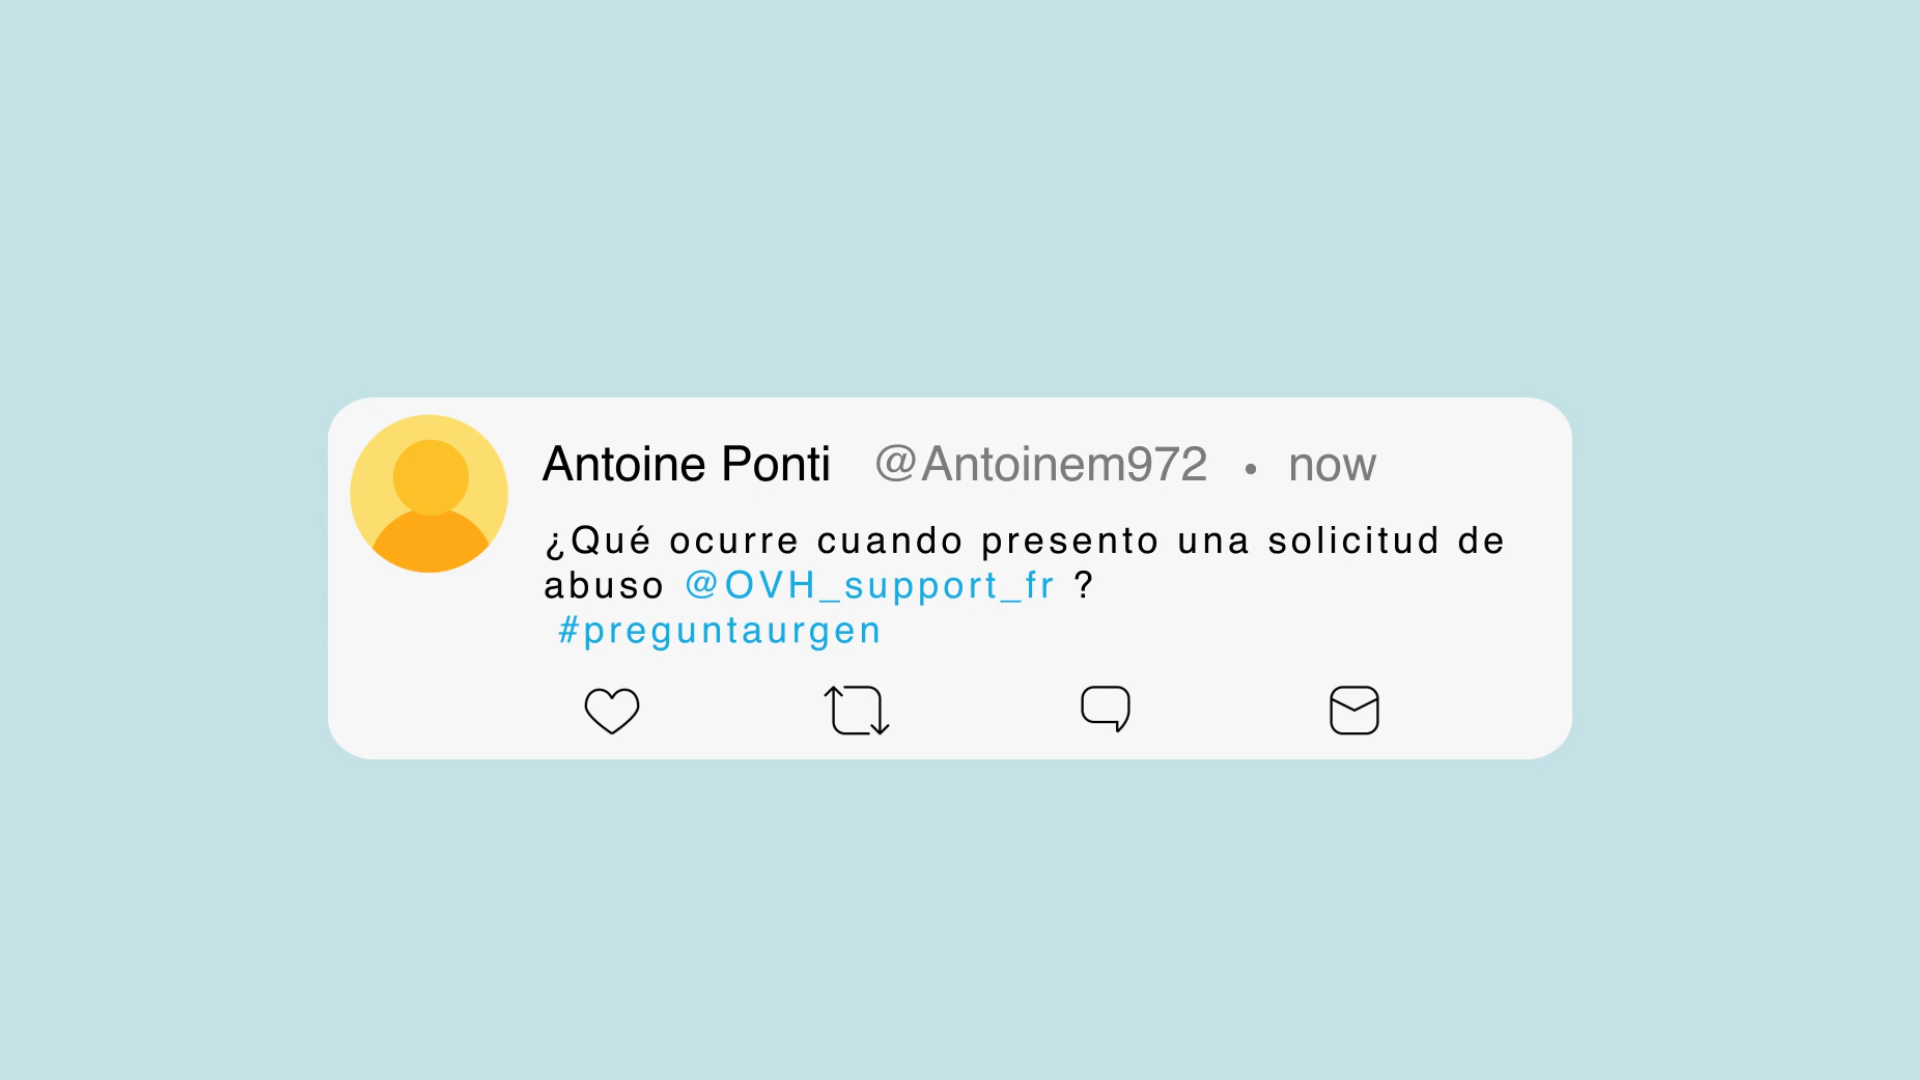 Antoine Ponti @Antoinem972 • now
¿Qué ocurre cuando presento una solicitud de
abuso @OVH_support_fr ?
#preguntaurgen